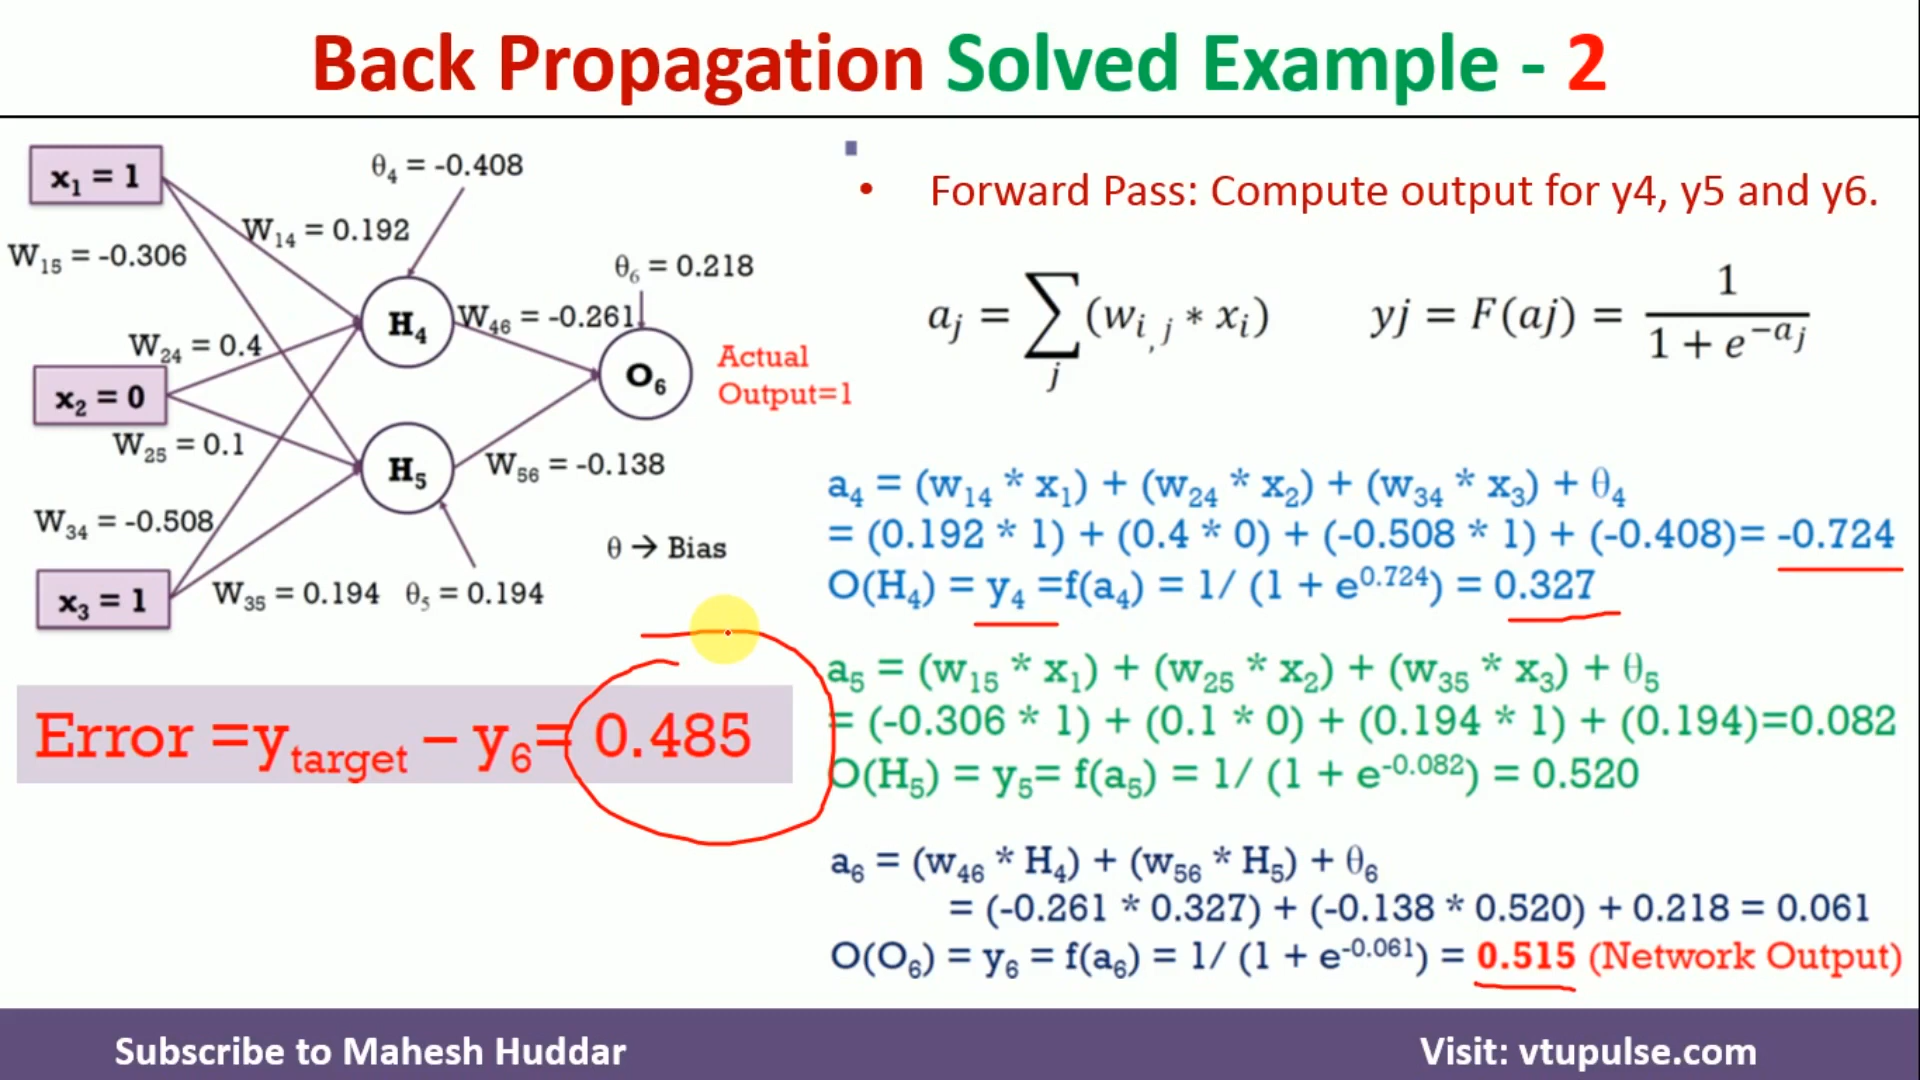 Back Propagation Solved Example - 2
x₁ = 1
θ₄ = -0.408
W₁₄ = 0.192
W₁₅ = -0.306
θ₆ = 0.218
H₄
W₄₆ = -0.261
W₂₄ = 0.4
O₆
Actual
Output=1
x₂ = 0
W₂₅ = 0.1
H₅
W₅₆ = -0.138
W₃₄ = -0.508
θ → Bias
x₃ = 1
W₃₅ = 0.194
θ₅ = 0.194
Error =y_target – y₆= 0.485
• Forward Pass: Compute output for y4, y5 and y6.
a_j = ∑_j (w_{i,j} * x_i)   yj = F(aj) = 1 / (1 + e^{-a_j})
a₄ = (w₁₄ * x₁) + (w₂₄ * x₂) + (w₃₄ * x₃) + θ₄
= (0.192 * 1) + (0.4 * 0) + (-0.508 * 1) + (-0.408)= -0.724
O(H₄) = y₄ =f(a₄) = 1/ (1 + e^{0.724}) = 0.327
a₅ = (w₁₅ * x₁) + (w₂₅ * x₂) + (w₃₅ * x₃) + θ₅
= (-0.306 * 1) + (0.1 * 0) + (0.194 * 1) + (0.194)=0.082
O(H₅) = y₅= f(a₅) = 1/ (1 + e^{-0.082}) = 0.520
a₆ = (w₄₆ * H₄) + (w₅₆ * H₅) + θ₆
= (-0.261 * 0.327) + (-0.138 * 0.520) + 0.218 = 0.061
O(O₆) = y₆ = f(a₆) = 1/ (1 + e^{-0.061}) = 0.515 (Network Output)
Subscribe to Mahesh Huddar
Visit: vtupulse.com